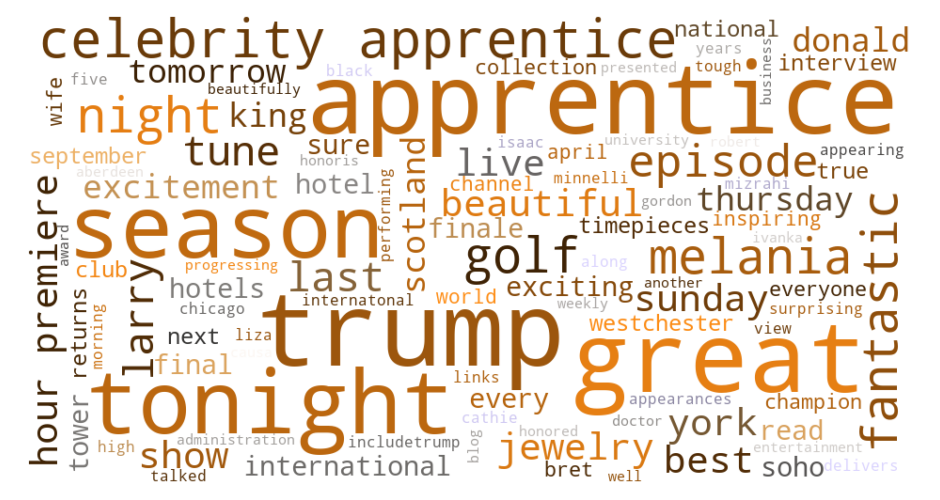 celebrity apprentice
national
donald
years
tomorrow
black
collection
presented
tough
business
interview
wife
five
beautifully
apprentice
night
king
september
aberdeen
tune
sure
honoris
isaac
university
robert
live
april
episode
appearing
true
excitement
hotel
scotland
performing
channel
minnelli
mizrahi
beautiful
gordon
thursday
season
finale
timepieces
inspiring
ivanka
fantastic
hour premiere
award
club
progressing
last
golf
along
melania
larry
hotels
internatonal
world
exciting
another
everyone
returns
morning
chicago
weekly
sunday
surprising
next
liza
trump
westchester
view
final
great
tonight
links
every
appearances
champion
cathie
tower
high
administration
includetrump
blog
honored
doctor
york
read
show
talked
international
jewelry
bret
well
best
entertainment
soho
delivers